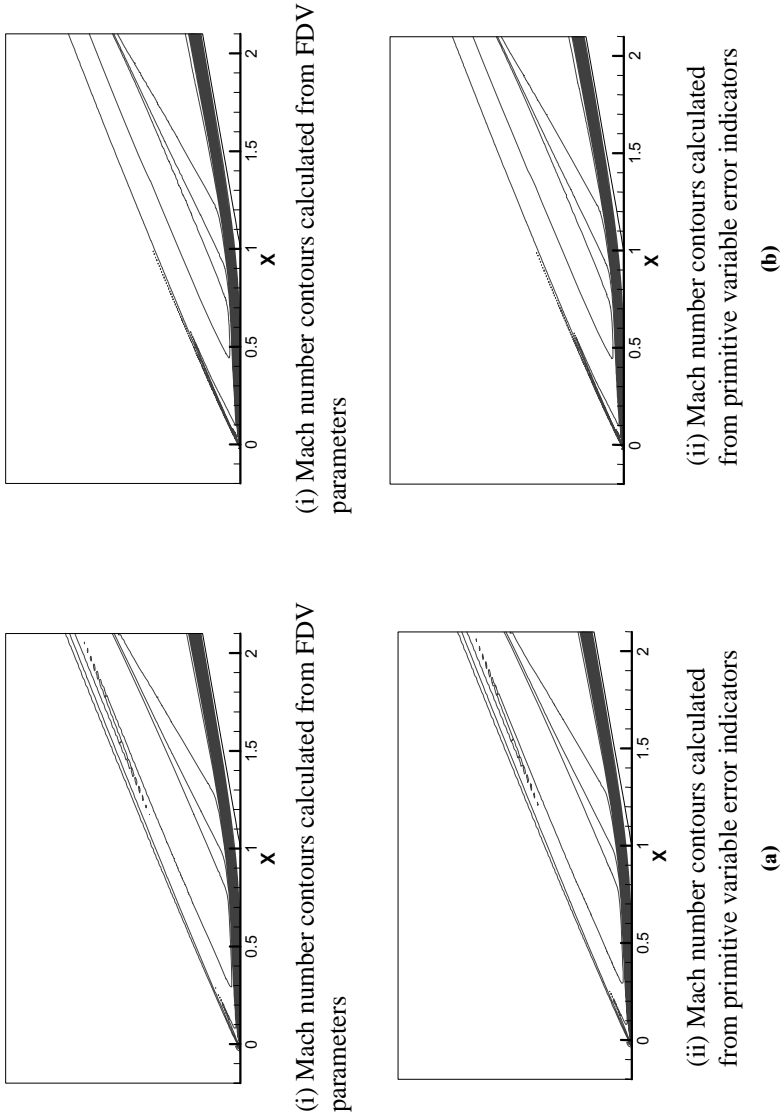 0 0.5 1 1.5 2
X
(i) Mach number contours calculated from FDV
parameters
0 0.5 1 1.5 2
X
(ii) Mach number contours calculated
from primitive variable error indicators
(a)
0 0.5 1 1.5 2
X
(i) Mach number contours calculated from FDV
parameters
0 0.5 1 1.5 2
X
(ii) Mach number contours calculated
from primitive variable error indicators
(b)